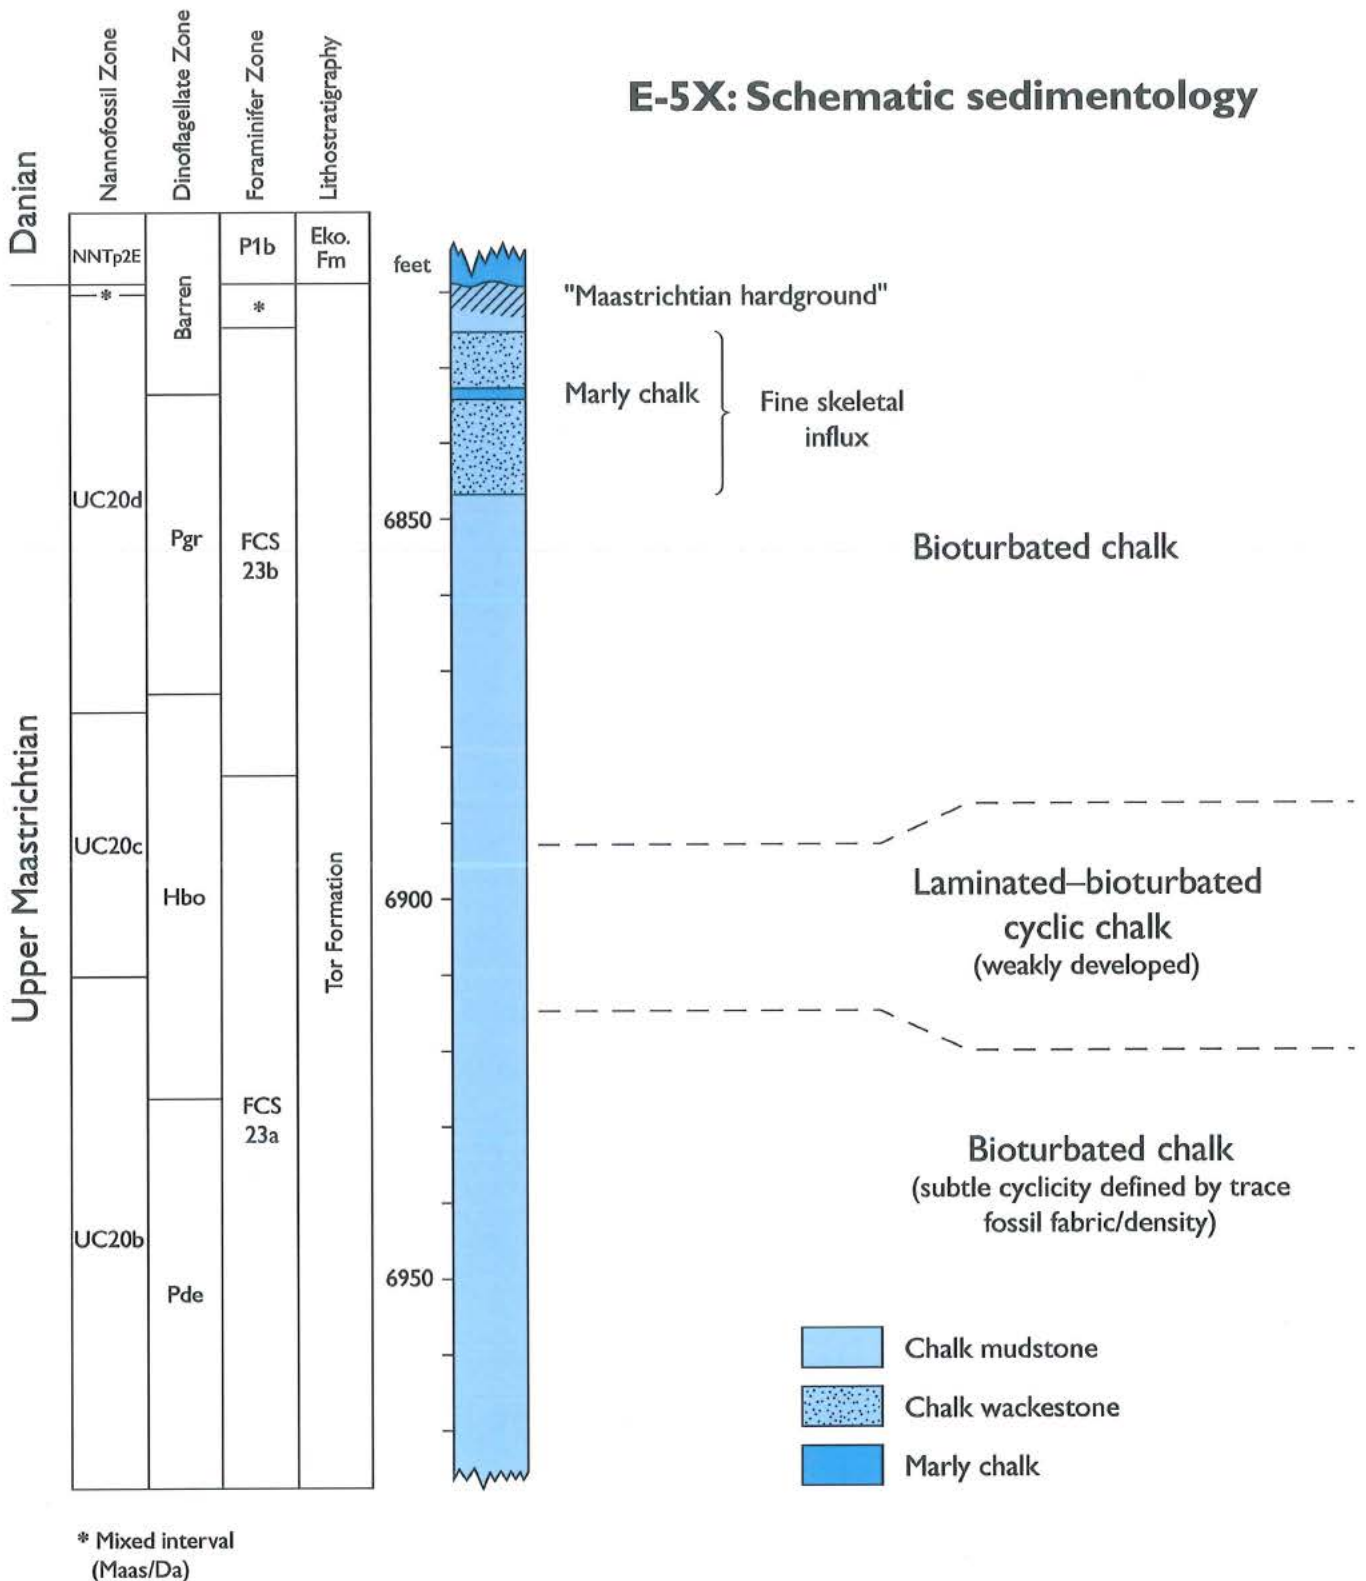 E-5X: Schematic sedimentology
Nannofossil Zone
Dinoflagellate Zone
Foraminifer Zone
Lithostratigraphy
Danian
Upper Maastrichtian
NNTp2E
*
UC20d
UC20c
UC20b
Barren
Pgr
Hbo
Pde
P1b
*
FCS
23b
FCS
23a
Eko.
Fm
Tor Formation
feet
6850
6900
6950
"Maastrichtian hardground"
Marly chalk
Fine skeletal
influx
Bioturbated chalk
Laminated–bioturbated
cyclic chalk
(weakly developed)
Bioturbated chalk
(subtle cyclicity defined by trace
fossil fabric/density)
Chalk mudstone
Chalk wackestone
Marly chalk
* Mixed interval
(Maas/Da)